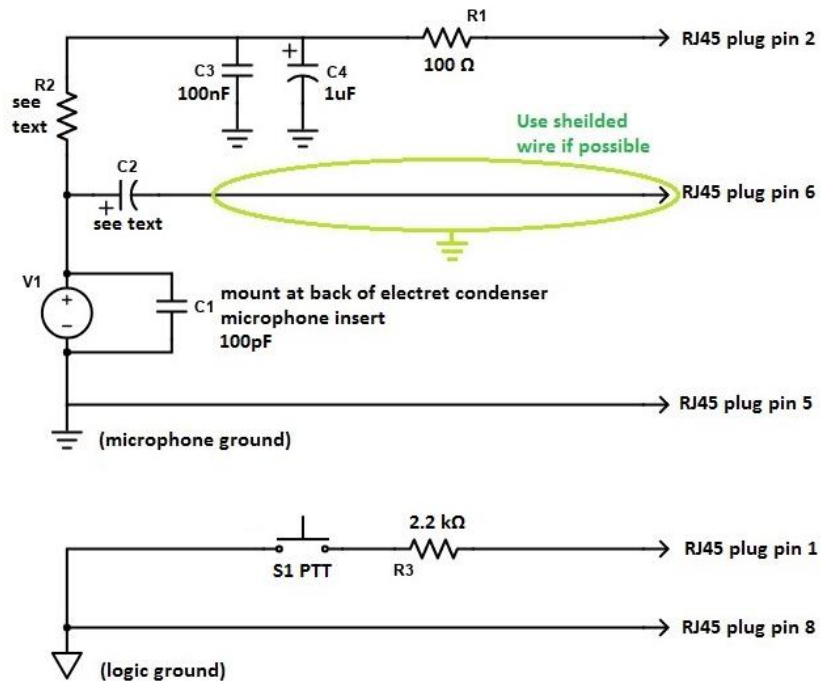 R1
RJ45 plug pin 2
100 Ω
R2
see
text
C3
100nF
+
C4
1uF
Use sheilded
wire if possible
C2
+
see text
RJ45 plug pin 6
V1
+
−
C1
mount at back of electret condenser
microphone insert
100pF
RJ45 plug pin 5
(microphone ground)
2.2 kΩ
S1 PTT
R3
RJ45 plug pin 1
RJ45 plug pin 8
(logic ground)